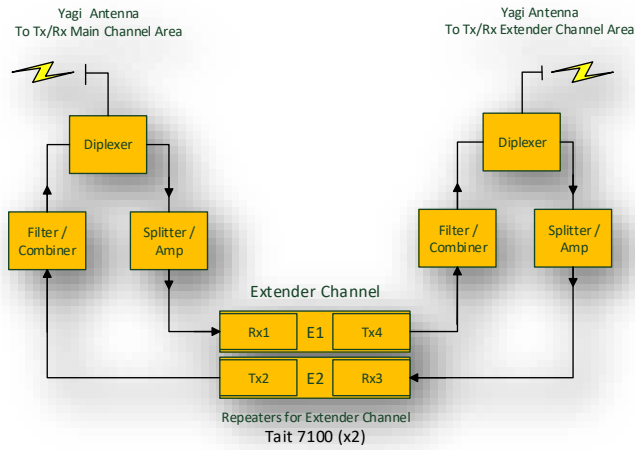 Yagi Antenna
To Tx/Rx Main Channel Area
Yagi Antenna
To Tx/Rx Extender Channel Area
Diplexer
Diplexer
Filter /
Combiner
Splitter /
Amp
Filter /
Combiner
Splitter /
Amp
Extender Channel
Rx1 E1 Tx4
Tx2 E2 Rx3
Repeaters for Extender Channel
Tait 7100 (x2)